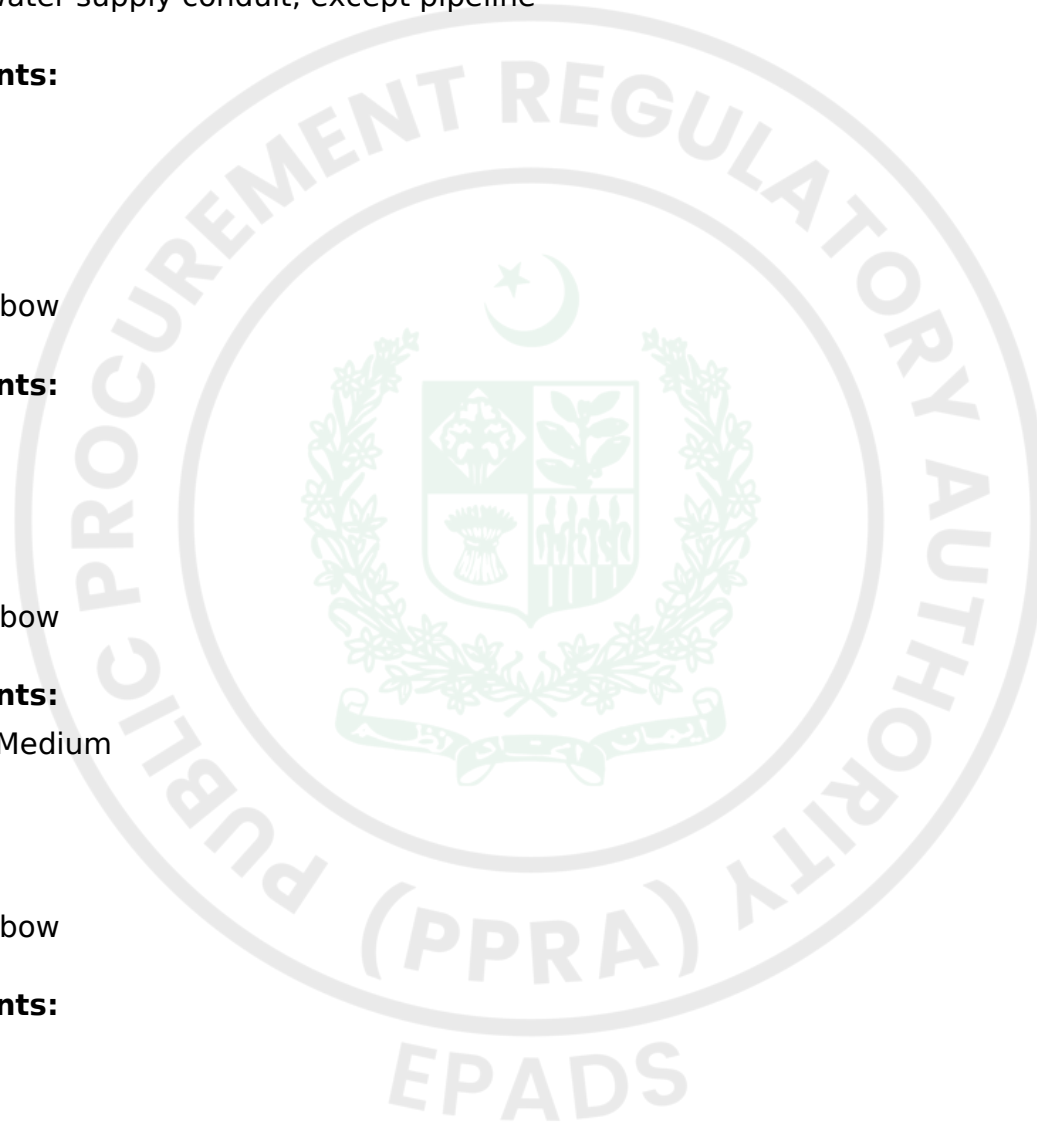 water supply conduit, except pipeline
nts:
bow
nts:
bow
nts:
Medium
bow
nts:
PUBLIC PROCUREMENT REGULATORY AUTHORITY
(PPRA)
EPADS